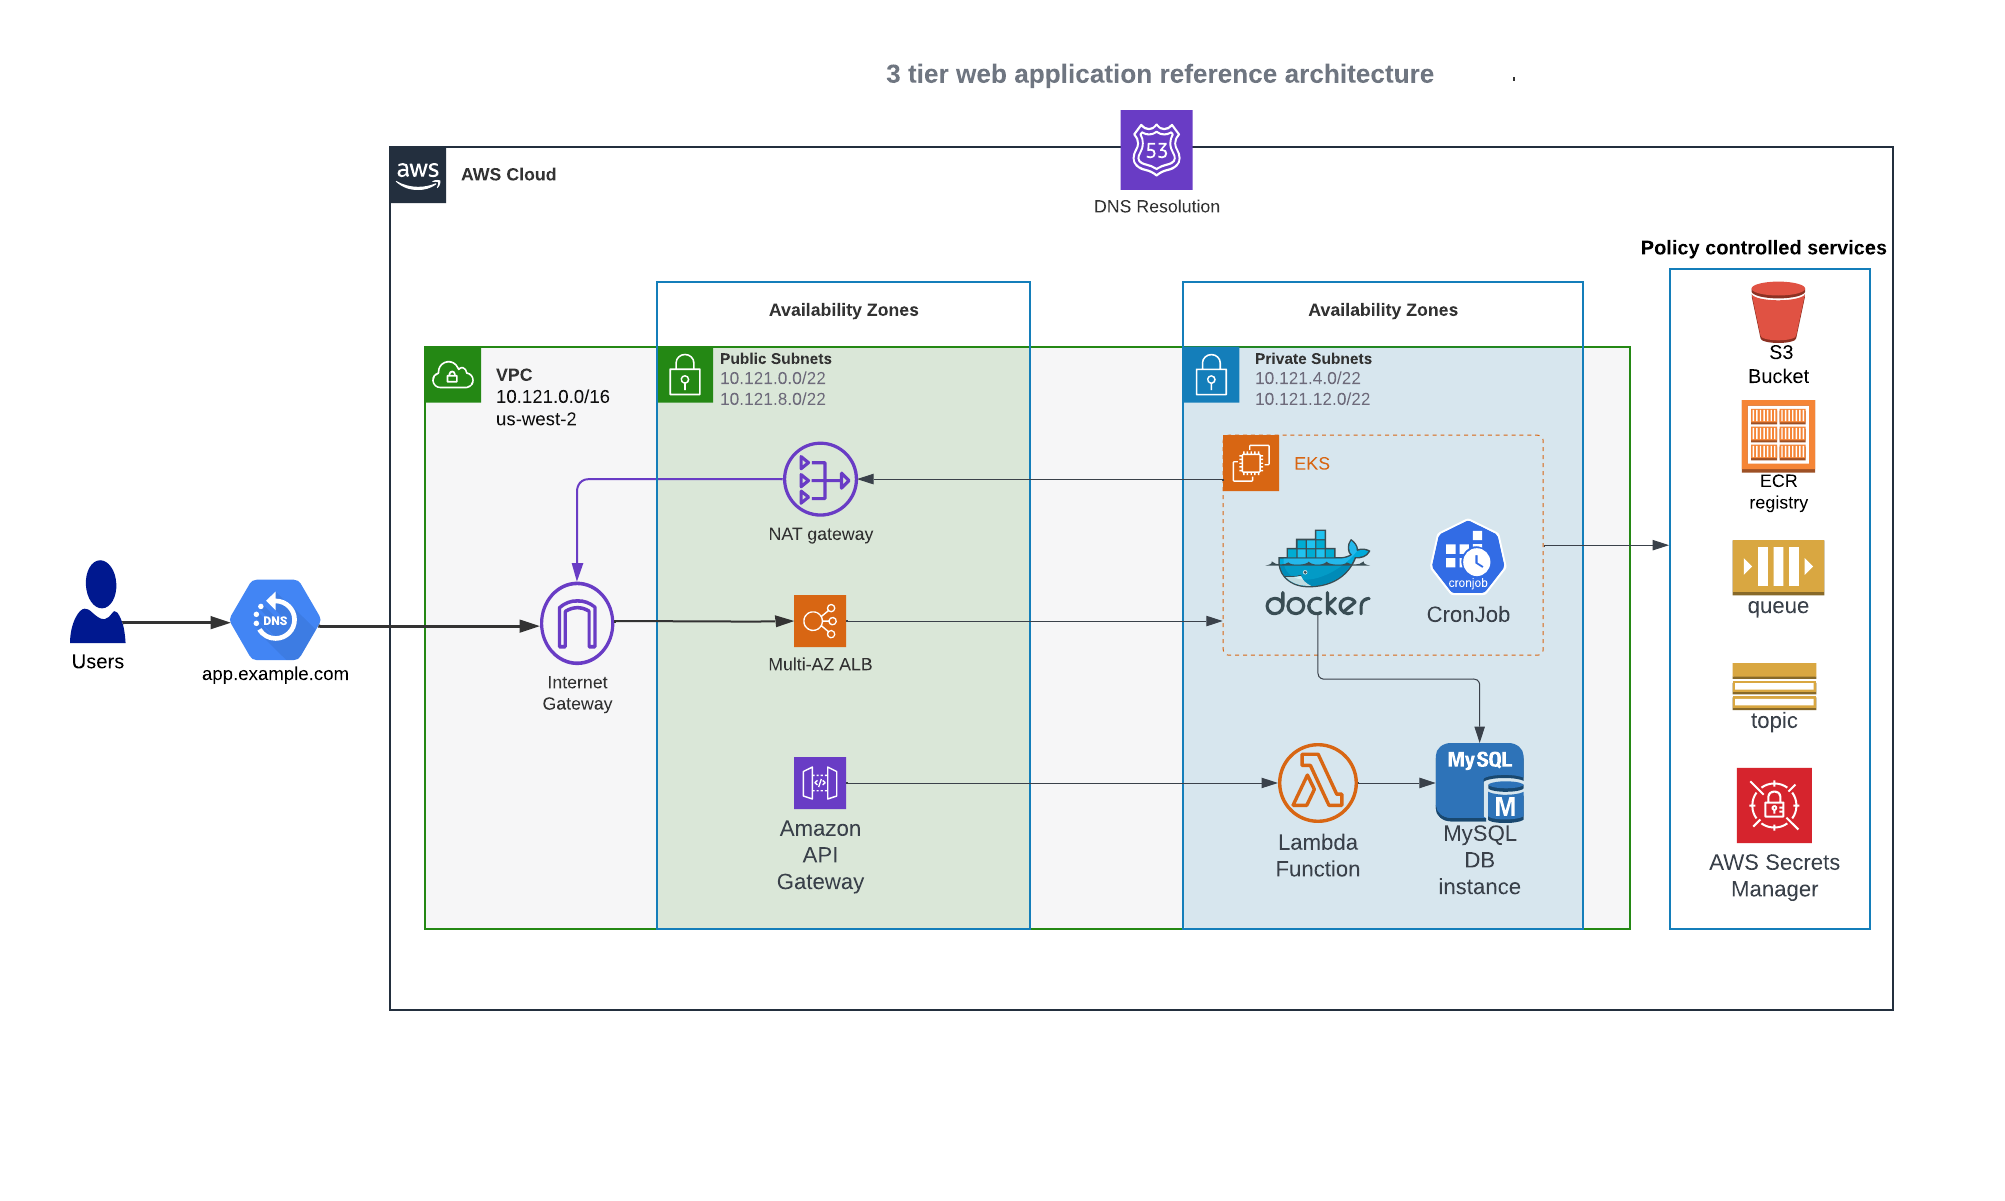 3 tier web application reference architecture
53
DNS Resolution
aws
AWS Cloud
Policy controlled services
Availability Zones
Availability Zones
VPC
10.121.0.0/16
us-west-2
Public Subnets
10.121.0.0/22
10.121.8.0/22
Private Subnets
10.121.4.0/22
10.121.12.0/22
S3
Bucket
EKS
ECR
registry
NAT gateway
docker
cronjob
CronJob
queue
DNS
Users
app.example.com
Internet
Gateway
Multi-AZ ALB
topic
</>
Amazon
API
Gateway
Lambda
Function
MySQL
M
MySQL
DB
instance
AWS Secrets
Manager